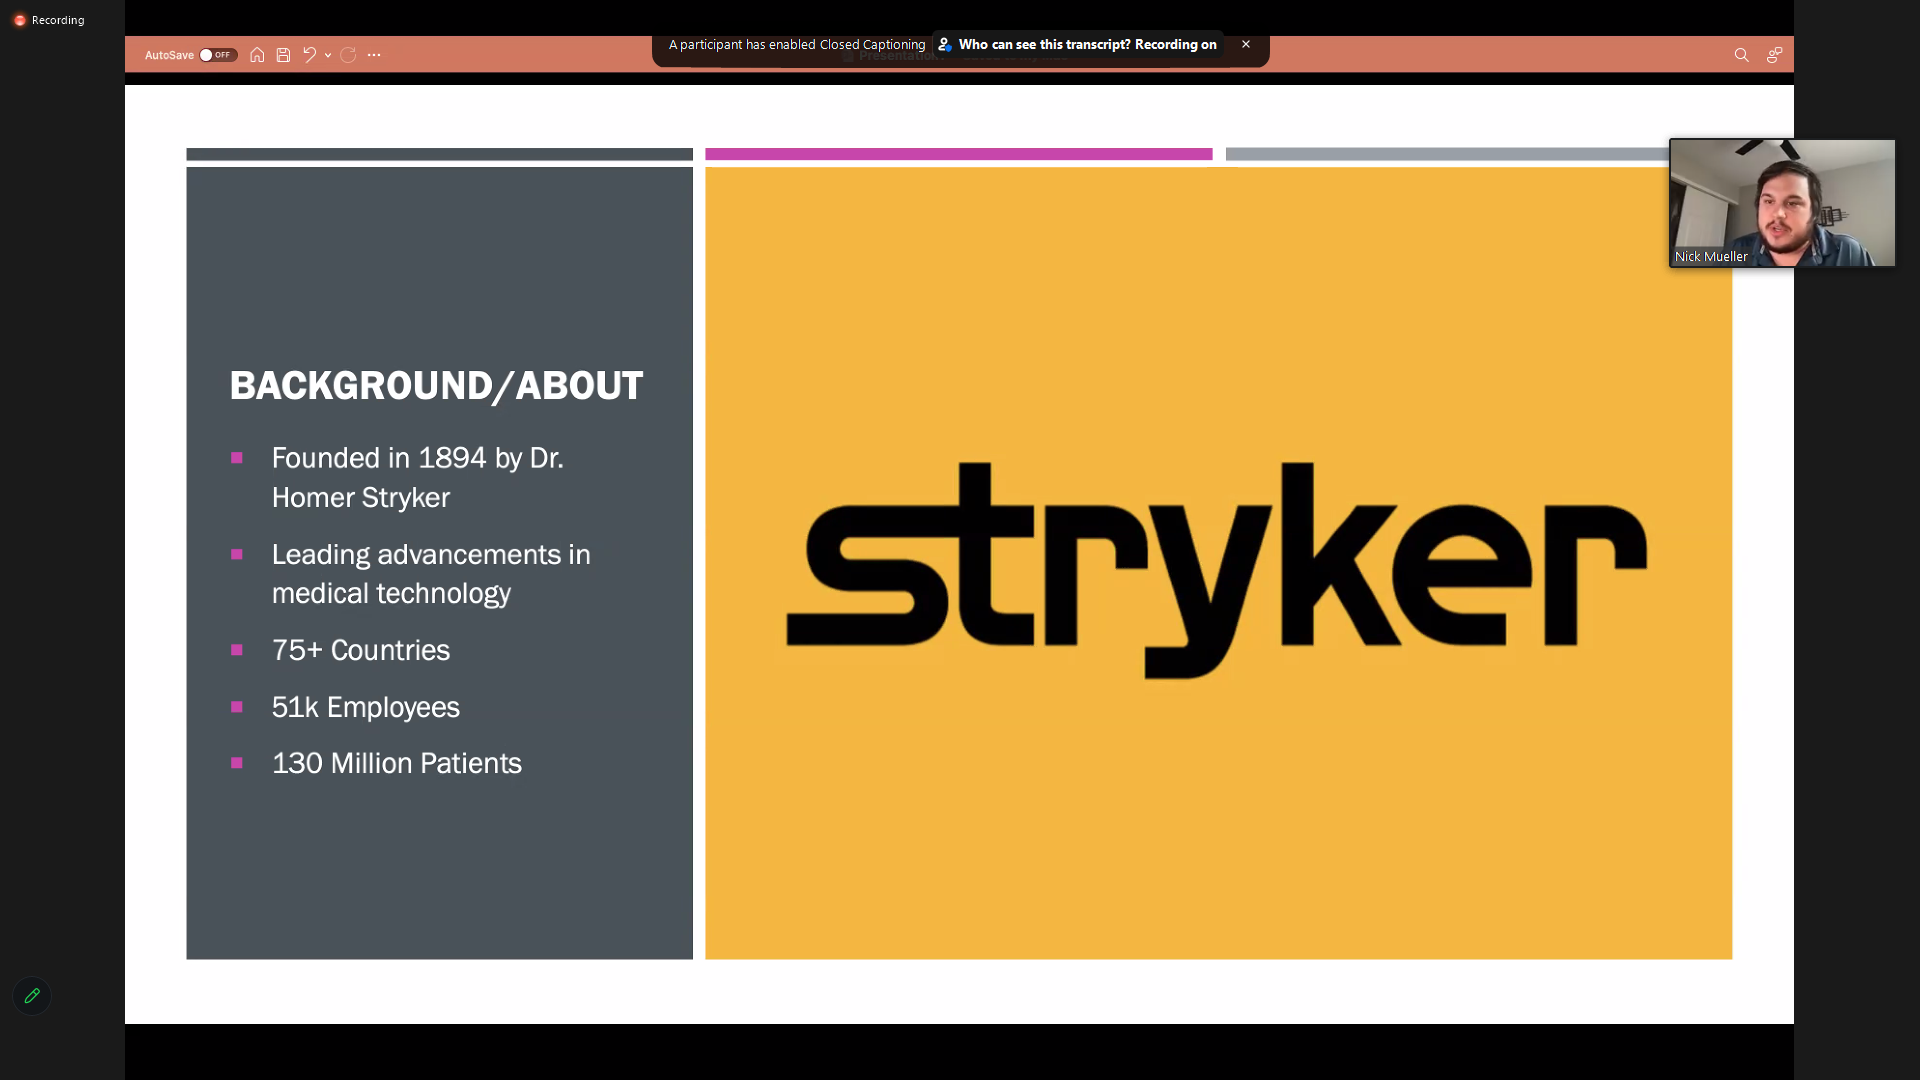 Recording
AutoSave OFF
A participant has enabled Closed Captioning
Who can see this transcript? Recording on
BACKGROUND/ABOUT
Founded in 1894 by Dr.
Homer Stryker
Leading advancements in
medical technology
75+ Countries
51k Employees
130 Million Patients
stryker
Nick Mueller